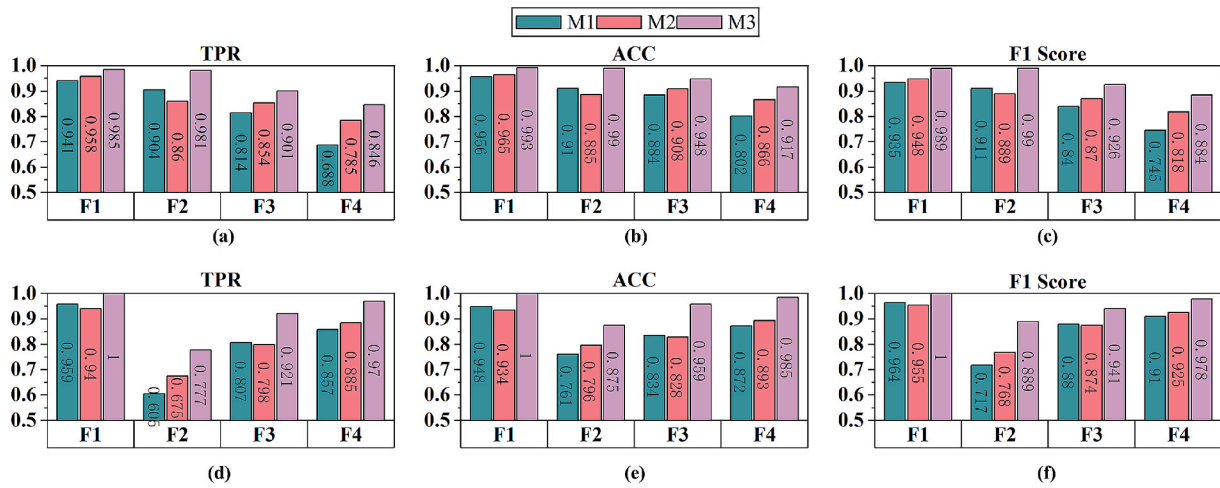 M1 M2 M3
TPR
1.0
0.9
0.8
0.7
0.6
0.5
0.941 0.958 0.985 0.904 0.86 0.981 0.814 0.854 0.901 0.688 0.785 0.846
F1 F2 F3 F4
(a)
ACC
1.0
0.9
0.8
0.7
0.6
0.5
0.956 0.965 0.993 0.91 0.885 0.99 0.884 0.908 0.948 0.802 0.866 0.917
F1 F2 F3 F4
(b)
F1 Score
1.0
0.9
0.8
0.7
0.6
0.5
0.935 0.948 0.989 0.911 0.889 0.99 0.84 0.87 0.926 0.745 0.818 0.884
F1 F2 F3 F4
(c)
TPR
1.0
0.9
0.8
0.7
0.6
0.5
0.959 0.94 1 0.605 0.675 0.777 0.807 0.798 0.921 0.857 0.885 0.97
F1 F2 F3 F4
(d)
ACC
1.0
0.9
0.8
0.7
0.6
0.5
0.948 0.934 1 0.761 0.796 0.875 0.834 0.828 0.959 0.872 0.893 0.985
F1 F2 F3 F4
(e)
F1 Score
1.0
0.9
0.8
0.7
0.6
0.5
0.964 0.955 1 0.717 0.768 0.889 0.88 0.874 0.941 0.91 0.925 0.978
F1 F2 F3 F4
(f)